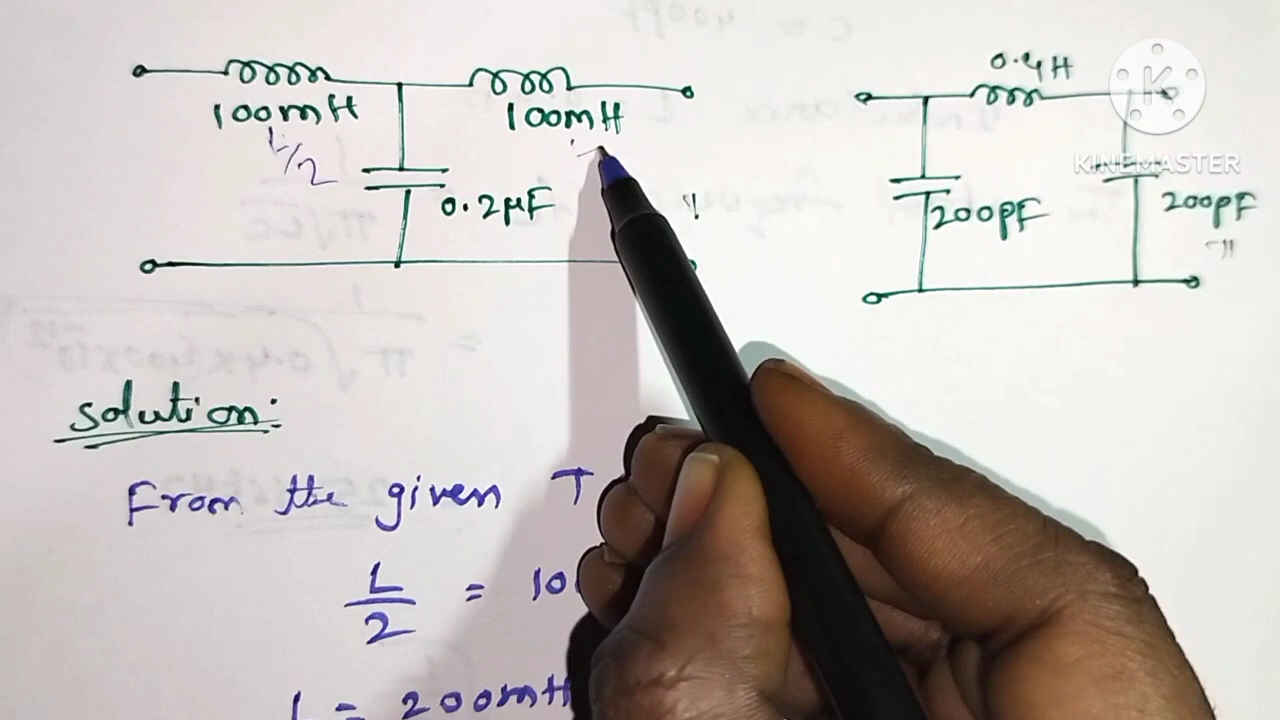 0.4H
100mH
100mH
L/2
0.2µF
200pF
200pF
K
KINEMASTER
Solution:
From the given T
L/2 = 10
L = 200mH